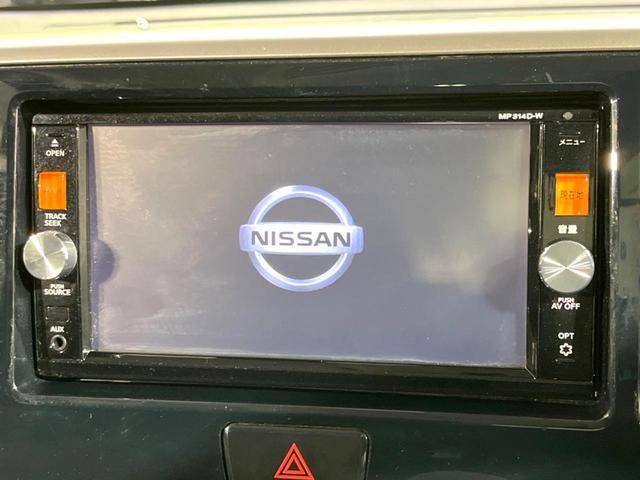 MP314D-W
OPEN
メニュー
現在地
TRACK
SEEK
音量
NISSAN
PUSH
SOURCE
PUSH
AV OFF
AUX
OPT